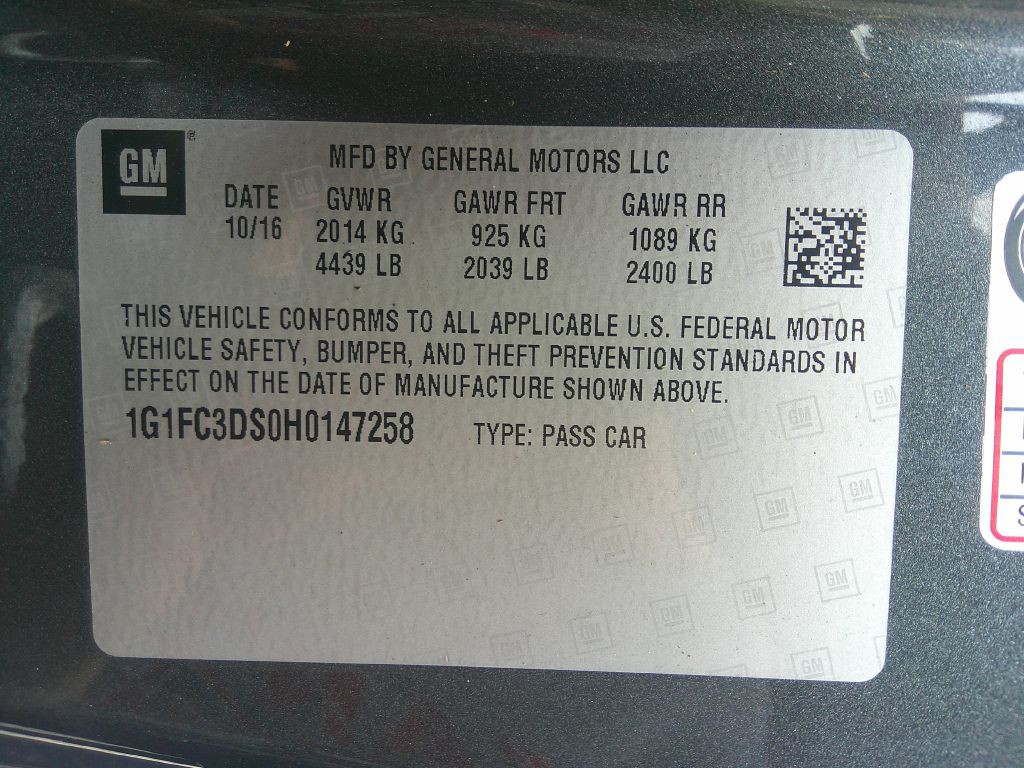 GM
MFD BY GENERAL MOTORS LLC
DATE GVWR GAWR FRT GAWR RR
10/16 2014 KG 925 KG 1089 KG
4439 LB 2039 LB 2400 LB
THIS VEHICLE CONFORMS TO ALL APPLICABLE U.S. FEDERAL MOTOR
VEHICLE SAFETY, BUMPER, AND THEFT PREVENTION STANDARDS IN
EFFECT ON THE DATE OF MANUFACTURE SHOWN ABOVE.
1G1FC3DS0H0147258 TYPE: PASS CAR